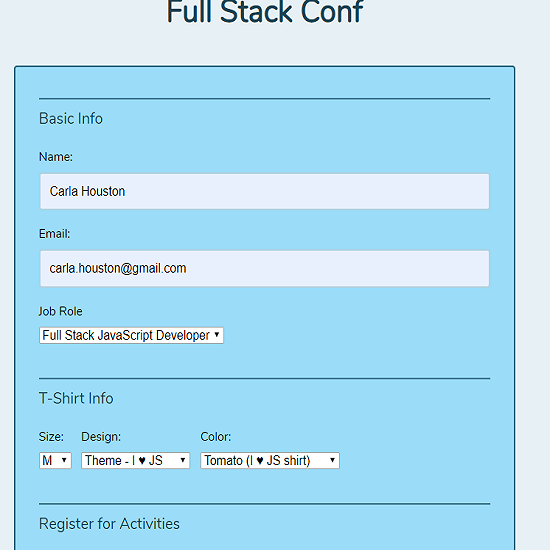 Full Stack Conf
Basic Info
Name:
Carla Houston
Email:
carla.houston@gmail.com
Job Role
Full Stack JavaScript Developer
T-Shirt Info
Size: Design: Color:
M Theme - I ♥ JS Tomato (I ♥ JS shirt)
Register for Activities